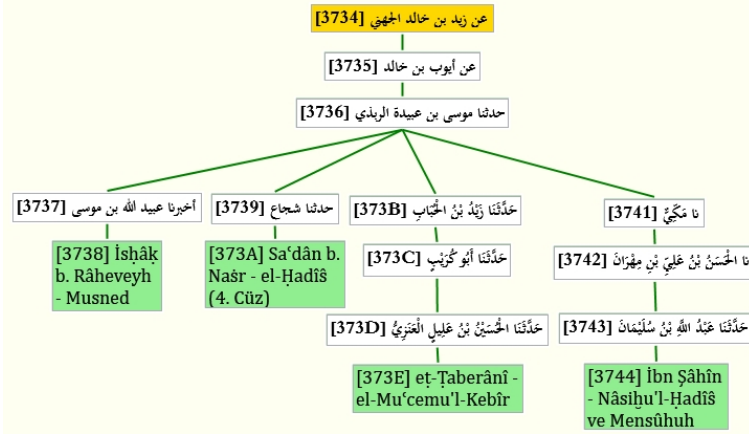 عن زيد بن خالد الجهني [3734]
عن أيوب بن خالد [3735]
حدثنا موسى بن عبيدة الربذي [3736]
أخبرنا عبيد الله بن موسى [3737]
حدثنا شجاع [3739]
حَدَّثَنَا زَيْدُ بْنُ الْحُبَابِ [373B]
نا مَكِّيٌّ [3741]
[3738] İsḥâḳ
b. Râheveyh
- Musned
[373A] Saʿdân b.
Naṡr - el-Ḥadîŝ
(4. Cüz)
حَدَّثَنَا أَبُو كُرَيْبٍ [373C]
نا الْحَسَنُ بْنُ عَلِيِّ بْنِ مِهْرَانَ [3742]
حَدَّثَنَا الْحُسَيْنُ بْنُ عَلِيلٍ الْعَنَزِيُّ [373D]
حَدَّثَنَا عَبْدُ اللَّهِ بْنُ سُلَيْمَانَ [3743]
[373E] eṭ-Ṭaberânî -
el-Muʿcemu'l-Kebîr
[3744] İbn Şâhîn
- Nâsiḫu'l-Ḥadîŝ
ve Mensûhuh